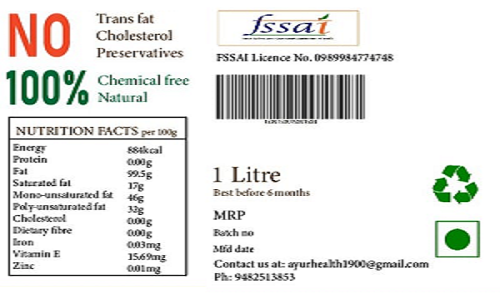 NO Trans fat
Cholesterol
Preservatives
100% Chemical free
Natural
NUTRITION FACTS per 100g
Energy 884kcal
Protein 0.00g
Fat 99.5g
Saturated fat 17g
Mono-unsaturated fat 46g
Poly-unsaturated fat 32g
Cholesterol 0.00g
Dietary fibre 0.00g
Iron 0.03mg
Vitamin E 15.69mg
Zinc 0.01mg
fssai
FSSAI Licence No. 0989984774748
1 Litre
Best before 6 months
MRP
Batch no
Mfd date
Contact us at: ayurhealth1900@gmail.com
Ph: 9482513853